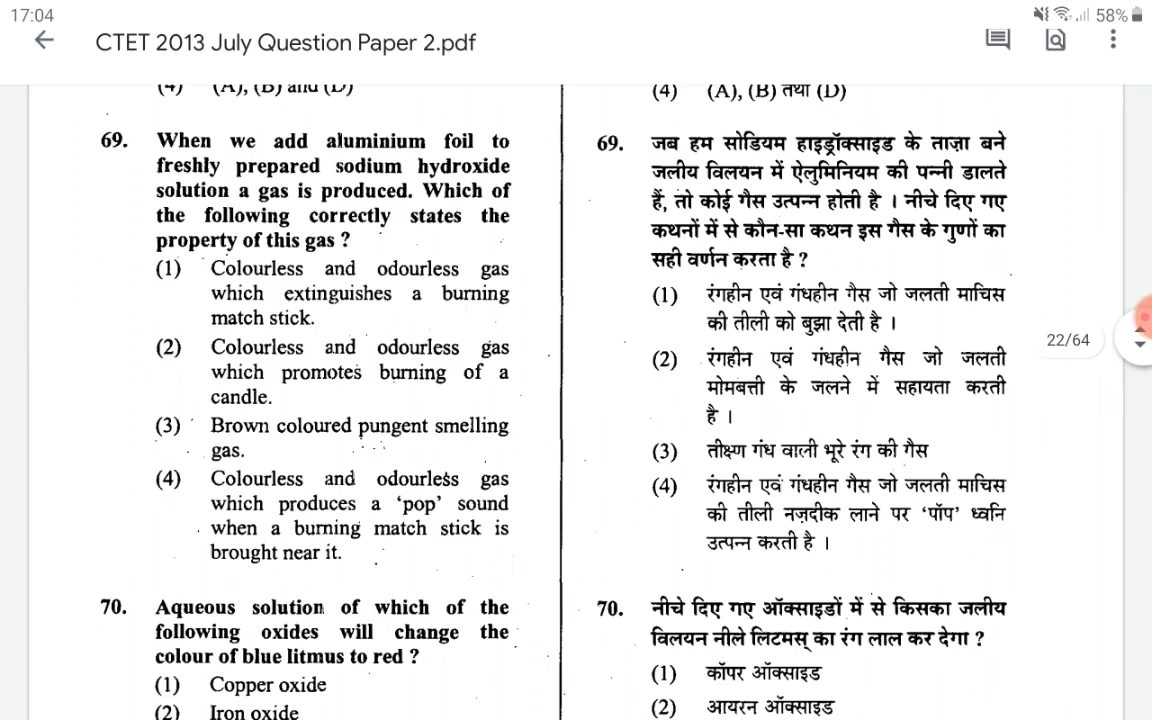 17:04
58%
CTET 2013 July Question Paper 2.pdf
(4) (A), (B) and (D)
69. When we add aluminium foil to
freshly prepared sodium hydroxide
solution a gas is produced. Which of
the following correctly states the
property of this gas ?
(1) Colourless and odourless gas
which extinguishes a burning
match stick.
(2) Colourless and odourless gas
which promotes burning of a
candle.
(3) Brown coloured pungent smelling
gas.
(4) Colourless and odourless gas
which produces a ‘pop’ sound
when a burning match stick is
brought near it.
70. Aqueous solution of which of the
following oxides will change the
colour of blue litmus to red ?
(1) Copper oxide
(2) Iron oxide
(4) (A), (B) तथा (D)
69. जब हम सोडियम हाइड्रॉक्साइड के ताज़ा बने
जलीय विलयन में ऐलुमिनियम की पन्नी डालते
हैं, तो कोई गैस उत्पन्न होती है । नीचे दिए गए
कथनों में से कौन-सा कथन इस गैस के गुणों का
सही वर्णन करता है ?
(1) रंगहीन एवं गंधहीन गैस जो जलती माचिस
की तीली को बुझा देती है ।
(2) रंगहीन एवं गंधहीन गैस जो जलती
मोमबत्ती के जलने में सहायता करती
है ।
(3) तीक्ष्ण गंध वाली भूरे रंग की गैस
(4) रंगहीन एवं गंधहीन गैस जो जलती माचिस
की तीली नज़दीक लाने पर ‘पॉप’ ध्वनि
उत्पन्न करती है ।
70. नीचे दिए गए ऑक्साइडों में से किसका जलीय
विलयन नीले लिटमस् का रंग लाल कर देगा ?
(1) कॉपर ऑक्साइड
(2) आयरन ऑक्साइड
22/64